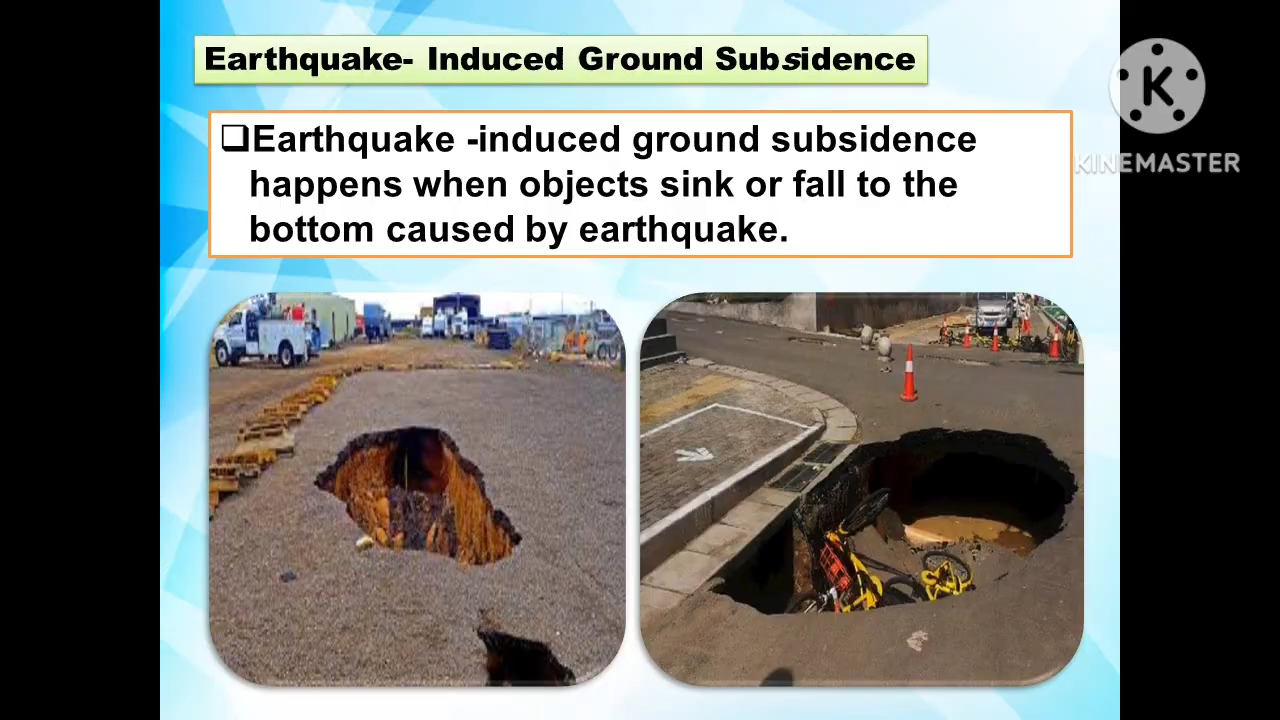 Earthquake- Induced Ground Subsidence
K
KINEMASTER
❑Earthquake -induced ground subsidence
happens when objects sink or fall to the
bottom caused by earthquake.